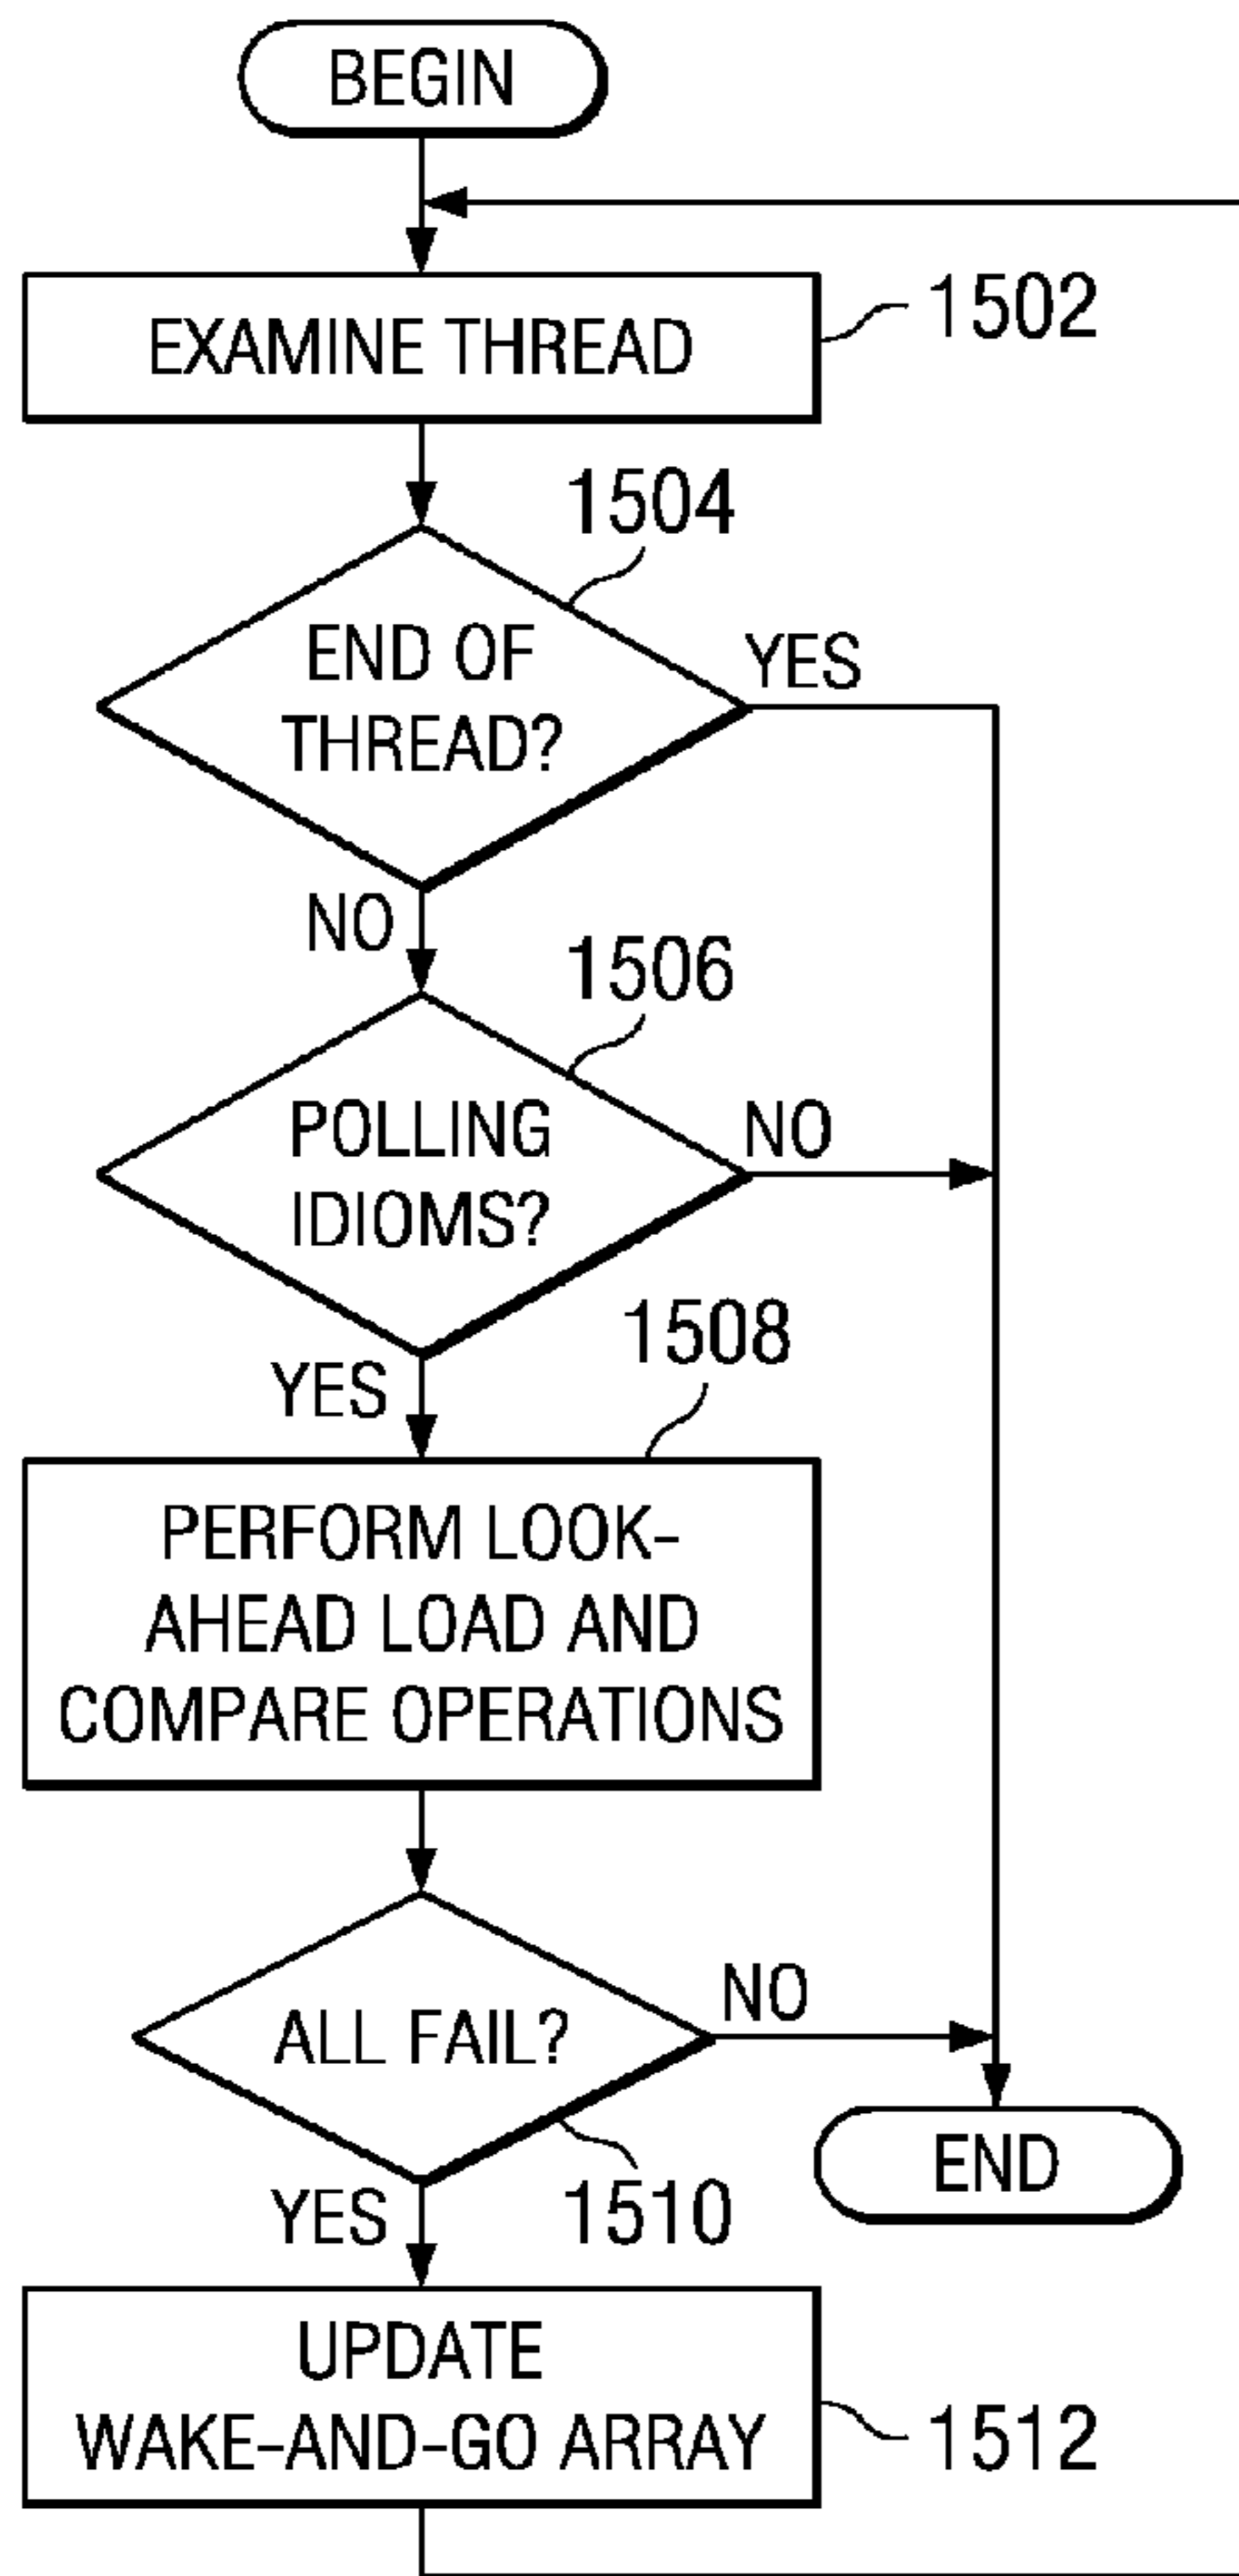 BEGIN
EXAMINE THREAD
1502
1504
END OF
THREAD?
YES
NO
1506
POLLING
IDIOMS?
NO
YES
1508
PERFORM LOOK-
AHEAD LOAD AND
COMPARE OPERATIONS
ALL FAIL?
NO
YES
1510
END
UPDATE
WAKE-AND-GO ARRAY
1512